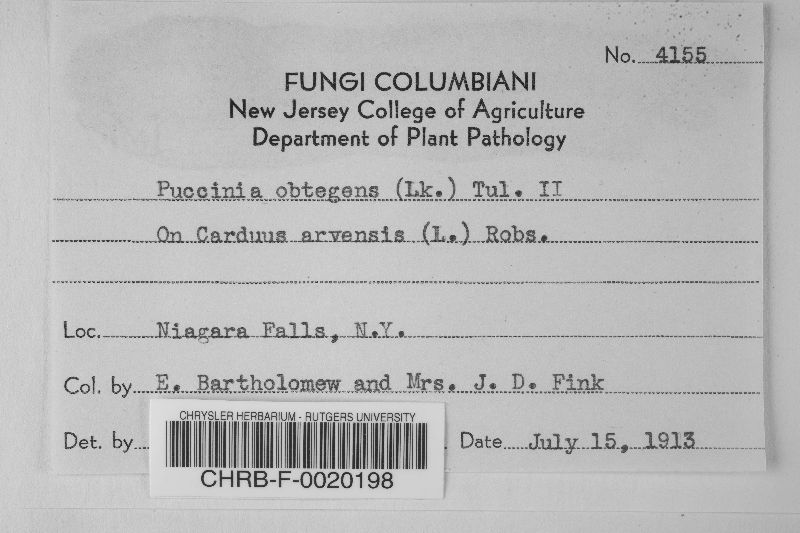 No. 4155
FUNGI COLUMBIANI
New Jersey College of Agriculture
Department of Plant Pathology
Puccinia obtegens (Lk.) Tul. II
On Carduus arvensis (L.) Robs.
Loc. Niagara Falls, N.Y.
Col. by E. Bartholomew and Mrs. J. D. Fink
Det. by Date July 15, 1913
CHRYSLER HERBARIUM - RUTGERS UNIVERSITY
CHRB-F-0020198